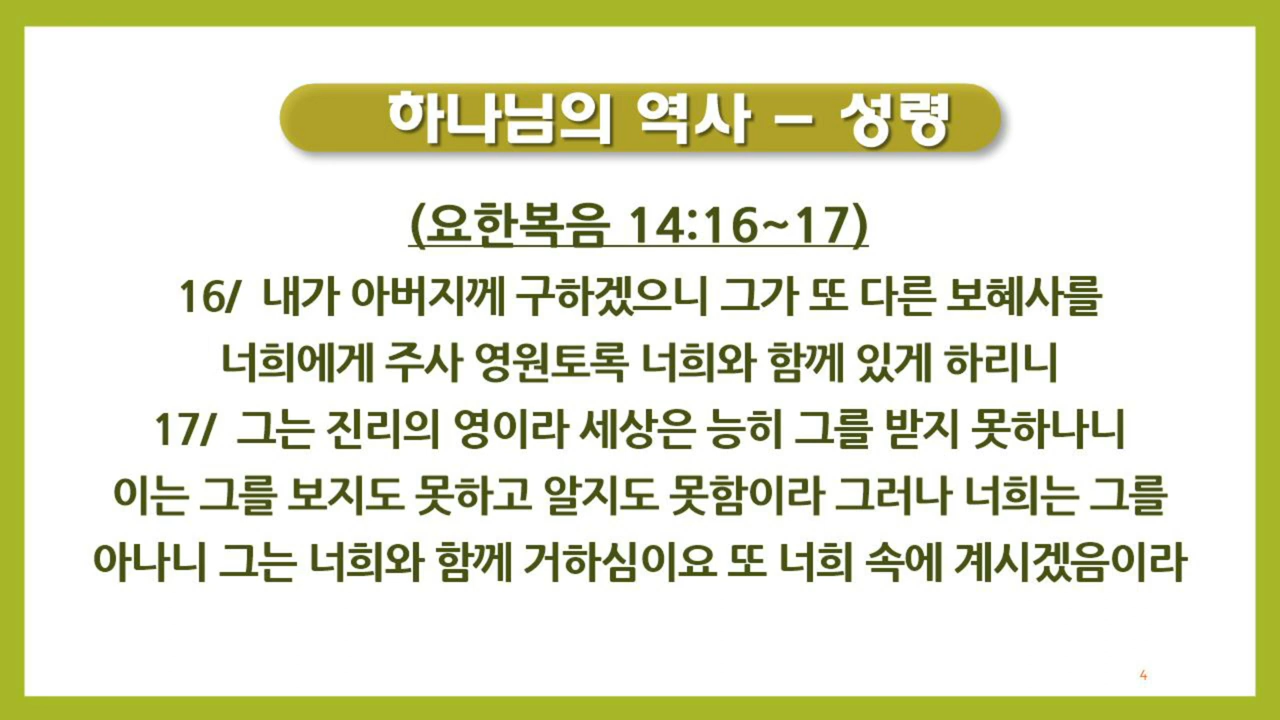 하나님의 역사 – 성령
(요한복음 14:16~17)
16/ 내가 아버지께 구하겠으니 그가 또 다른 보혜사를
너희에게 주사 영원토록 너희와 함께 있게 하리니
17/ 그는 진리의 영이라 세상은 능히 그를 받지 못하나니
이는 그를 보지도 못하고 알지도 못함이라 그러나 너희는 그를
아나니 그는 너희와 함께 거하심이요 또 너희 속에 계시겠음이라
4